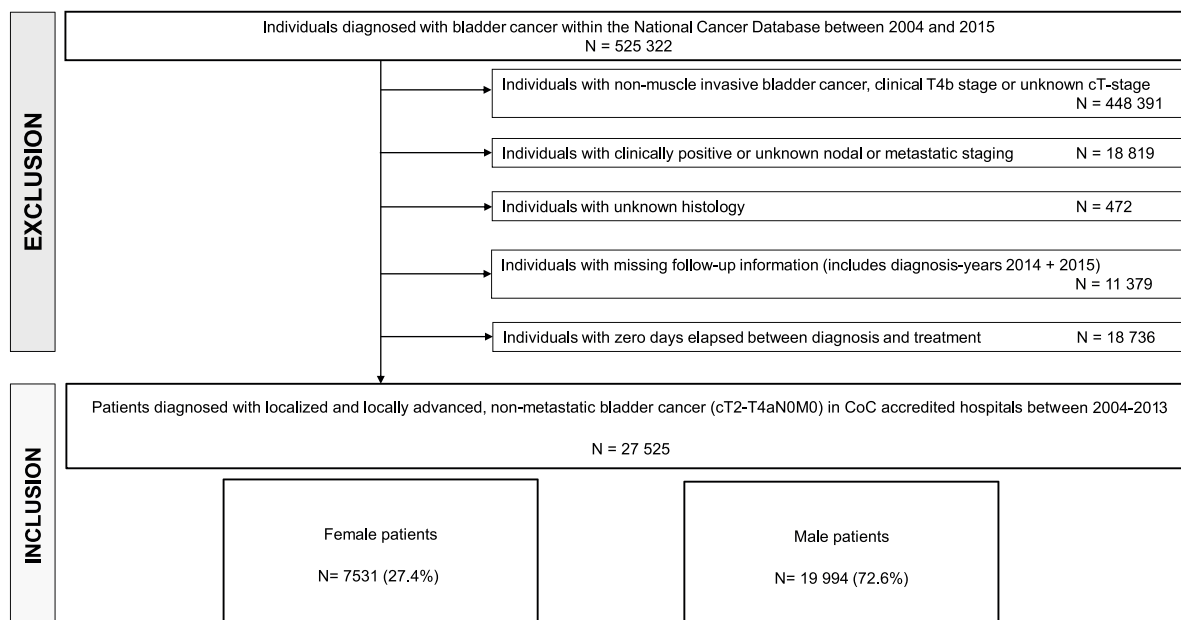 EXCLUSION
Individuals diagnosed with bladder cancer within the National Cancer Database between 2004 and 2015
N = 525 322
Individuals with non-muscle invasive bladder cancer, clinical T4b stage or unknown cT-stage
N = 448 391
Individuals with clinically positive or unknown nodal or metastatic staging N = 18 819
Individuals with unknown histology N = 472
Individuals with missing follow-up information (includes diagnosis-years 2014 + 2015)
N = 11 379
Individuals with zero days elapsed between diagnosis and treatment N = 18 736
INCLUSION
Patients diagnosed with localized and locally advanced, non-metastatic bladder cancer (cT2-T4aN0M0) in CoC accredited hospitals between 2004-2013
N = 27 525
Female patients
N= 7531 (27.4%)
Male patients
N= 19 994 (72.6%)